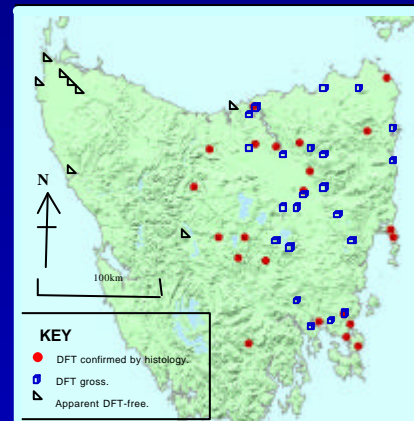 N
100km
KEY
DFT confirmed by histology.
DFT gross.
Apparent DFT-free.